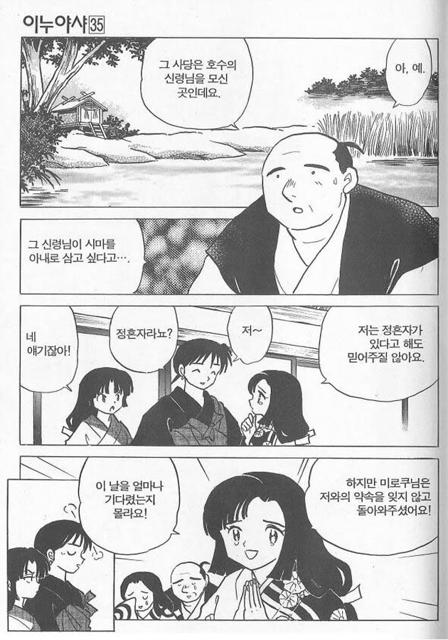 이누야샤 35
아, 예.
그 사당은 호수의
신령님을 모신
곳인데요.
그 신령님이 시마를
아내로 삼고 싶다고….
저는 정혼자가
있다고 해도
믿어주질 않아요.
저~
정혼자라뇨?
네
얘기잖아!
하지만 미로쿠님은
저와의 약속을 잊지 않고
돌아와주셨어요!
이 날을 얼마나
기다렸는지
몰라요!